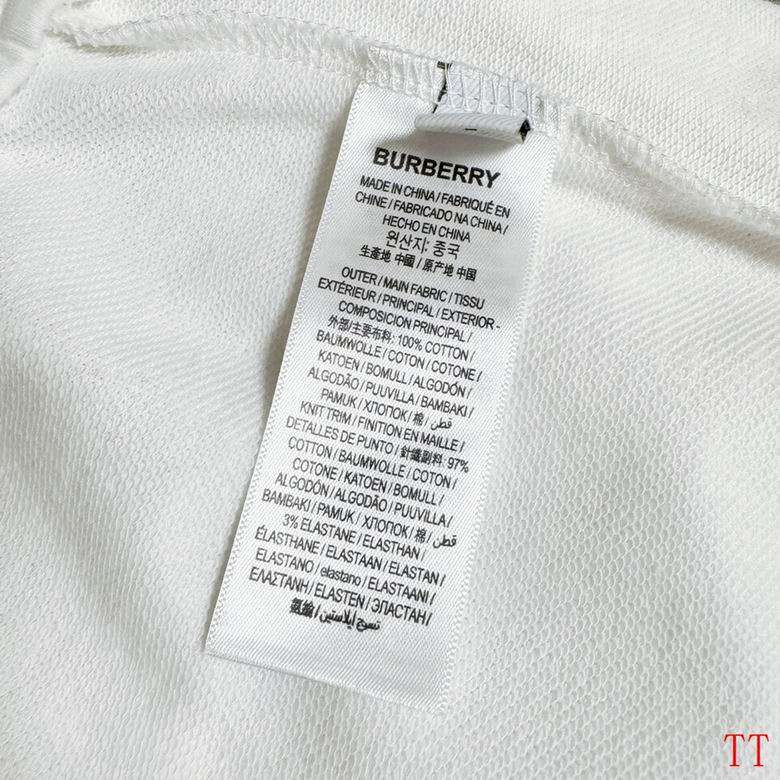 BURBERRY
MADE IN CHINA / FABRIQUÉ EN
CHINE / FABRICADO NA CHINA /
HECHO EN CHINA
원산지: 중국
生產地 中國 / 原产地 中国
OUTER / MAIN FABRIC / TISSU
EXTÉRIEUR / PRINCIPAL / EXTERIOR -
COMPOSICION PRINCIPAL /
外部/主要布料: 100% COTTON /
BAUMWOLLE / COTON / COTONE /
KATOEN / BOMULL / ALGODÓN /
ALGODÃO / PUUVILLA / BAMBAKI /
PAMUK / ХЛОПОК / 棉 / قطن
KNIT TRIM / FINITION EN MAILLE /
DETALLES DE PUNTO / 針織副料: 97%
COTTON / BAUMWOLLE / COTON /
COTONE / KATOEN / BOMULL /
ALGODÓN / ALGODÃO / PUUVILLA /
BAMBAKI / PAMUK / ХЛОПОК / 棉 / قطن
3% ELASTANE / ELASTHAN /
ÉLASTHANE / ELASTAAN / ELASTAN /
ELASTANO / elastano / ELASTAANI /
ΕΛΑΣΤΑΝΗ / ELASTEN / ЭЛАСТАН /
氨綸 / نسيج إيلاستين
TT